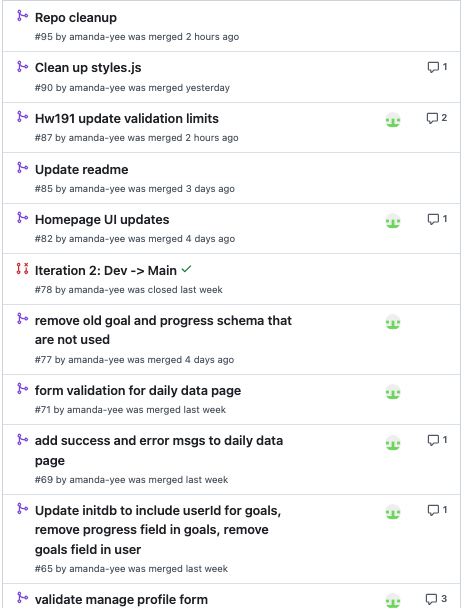 Repo cleanup
#95 by amanda-yee was merged 2 hours ago
Clean up styles.js
1
#90 by amanda-yee was merged yesterday
Hw191 update validation limits
2
#87 by amanda-yee was merged 2 hours ago
Update readme
#85 by amanda-yee was merged 3 days ago
Homepage UI updates
1
#82 by amanda-yee was merged 4 days ago
Iteration 2: Dev -> Main
#78 by amanda-yee was closed last week
remove old goal and progress schema that
are not used
#77 by amanda-yee was merged 4 days ago
form validation for daily data page
#71 by amanda-yee was merged last week
add success and error msgs to daily data
1
page
#69 by amanda-yee was merged last week
Update initdb to include userId for goals,
1
remove progress field in goals, remove
goals field in user
#65 by amanda-yee was merged last week
validate manage profile form
3